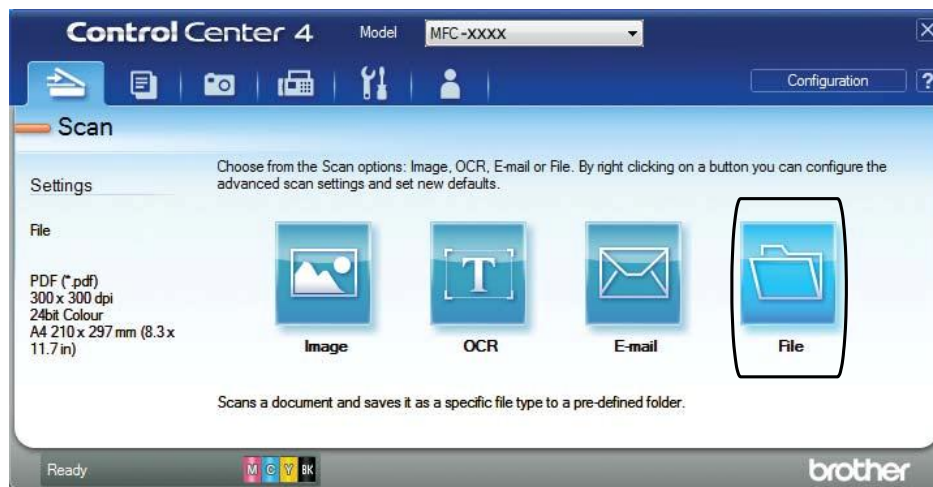 Control Center 4
Model
MFC-XXXX
Configuration
?
Scan
Settings
Choose from the Scan options: Image, OCR, E-mail or File. By right clicking on a button you can configure the
advanced scan settings and set new defaults.
File
PDF (*.pdf)
300 x 300 dpi
24bit Colour
A4 210 x 297 mm (8.3 x
11.7 in)
T
Image
OCR
E-mail
File
Scans a document and saves it as a specific file type to a pre-defined folder.
Ready
M C Y BK
brother